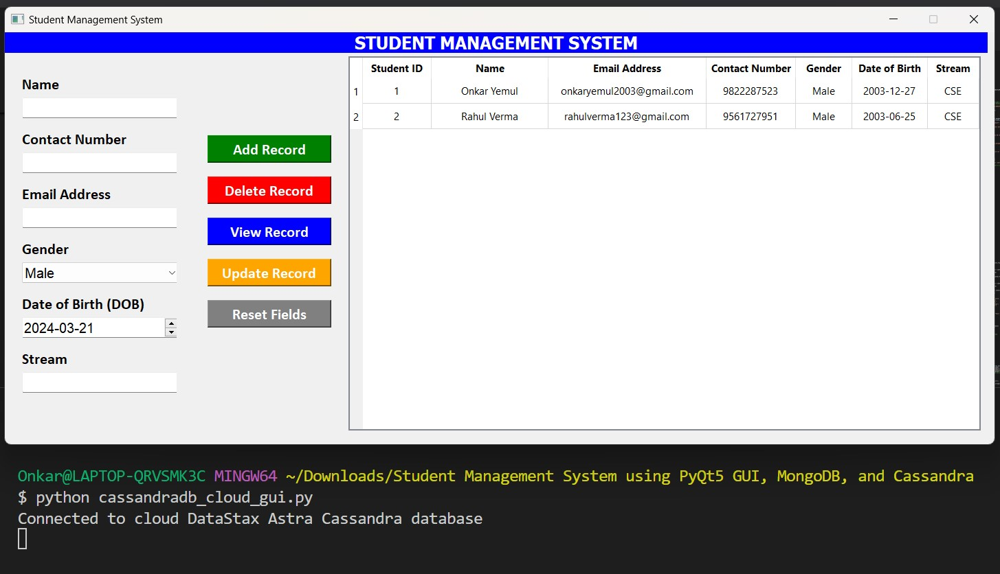 Student Management System
STUDENT MANAGEMENT SYSTEM
Name
Contact Number
Email Address
Gender
Male
Date of Birth (DOB)
2024-03-21
Stream
Add Record
Delete Record
View Record
Update Record
Reset Fields
Student ID Name Email Address Contact Number Gender Date of Birth Stream
1 1 Onkar Yemul onkaryemul2003@gmail.com 9822287523 Male 2003-12-27 CSE
2 2 Rahul Verma rahulverma123@gmail.com 9561727951 Male 2003-06-25 CSE
Onkar@LAPTOP-QRVSMK3C MINGW64 ~/Downloads/Student Management System using PyQt5 GUI, MongoDB, and Cassandra
$ python cassandradb_cloud_gui.py
Connected to cloud DataStax Astra Cassandra database